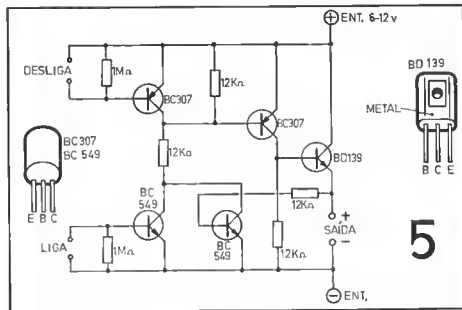 ENT. 6-12 v
DESLIGA
1MΩ
12KΩ
BD 139
BC307
BC307
METAL
BC307
BC 549
12KΩ
BD139
B C E
E B C
BC
549
12KΩ
+
SAÍDA
-
LIGA
1MΩ
BC
549
12KΩ
5
ENT.